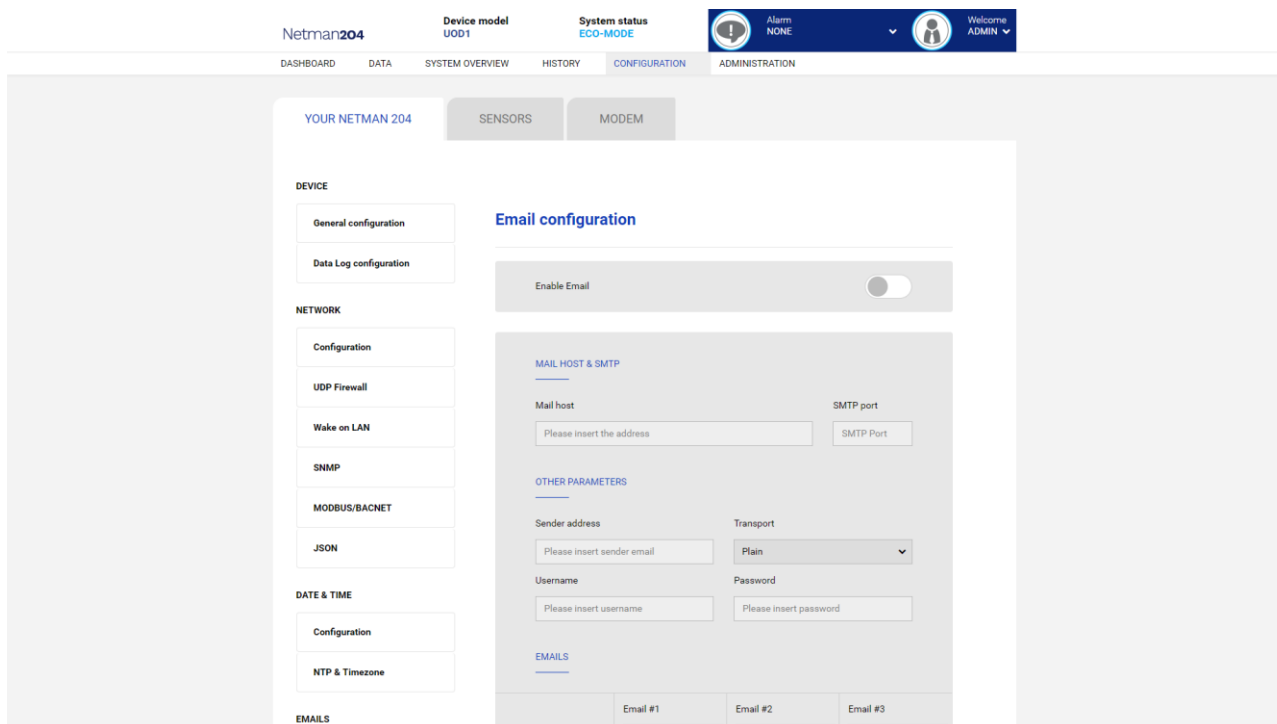 Netman204
Device model
UOD1
System status
ECO-MODE
Alarm
NONE
Welcome
ADMIN
DASHBOARD DATA SYSTEM OVERVIEW HISTORY CONFIGURATION ADMINISTRATION
YOUR NETMAN 204 SENSORS MODEM
DEVICE
General configuration
Data Log configuration
NETWORK
Configuration
UDP Firewall
Wake on LAN
SNMP
MODBUS/BACNET
JSON
DATE & TIME
Configuration
NTP & Timezone
EMAILS
Email configuration
Enable Email
MAIL HOST & SMTP
Mail host SMTP port
Please insert the address SMTP Port
OTHER PARAMETERS
Sender address Transport
Please insert sender email Plain
Username Password
Please insert username Please insert password
EMAILS
Email #1 Email #2 Email #3